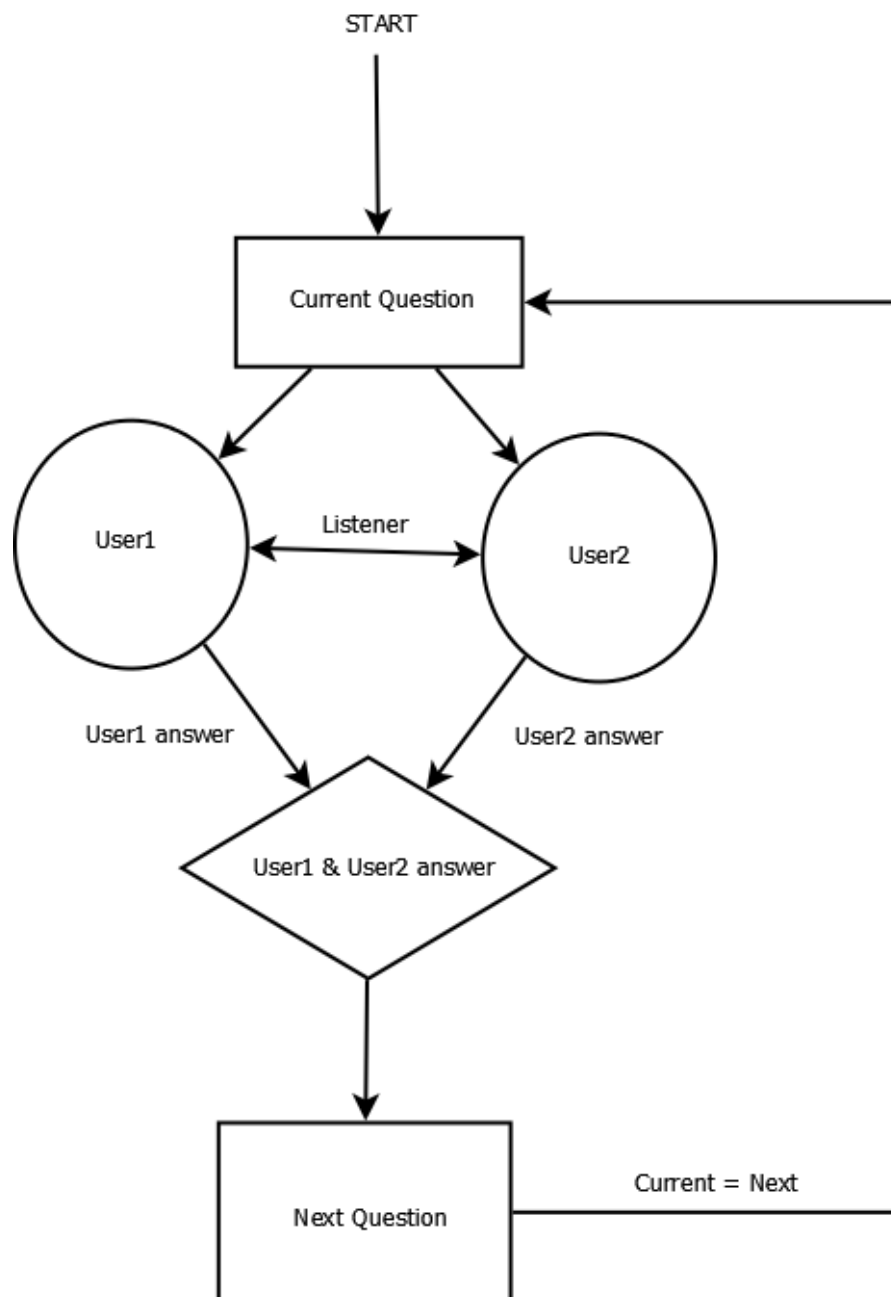 START
Current Question
Listener
User1
User2
User1 answer
User2 answer
User1 & User2 answer
Current = Next
Next Question